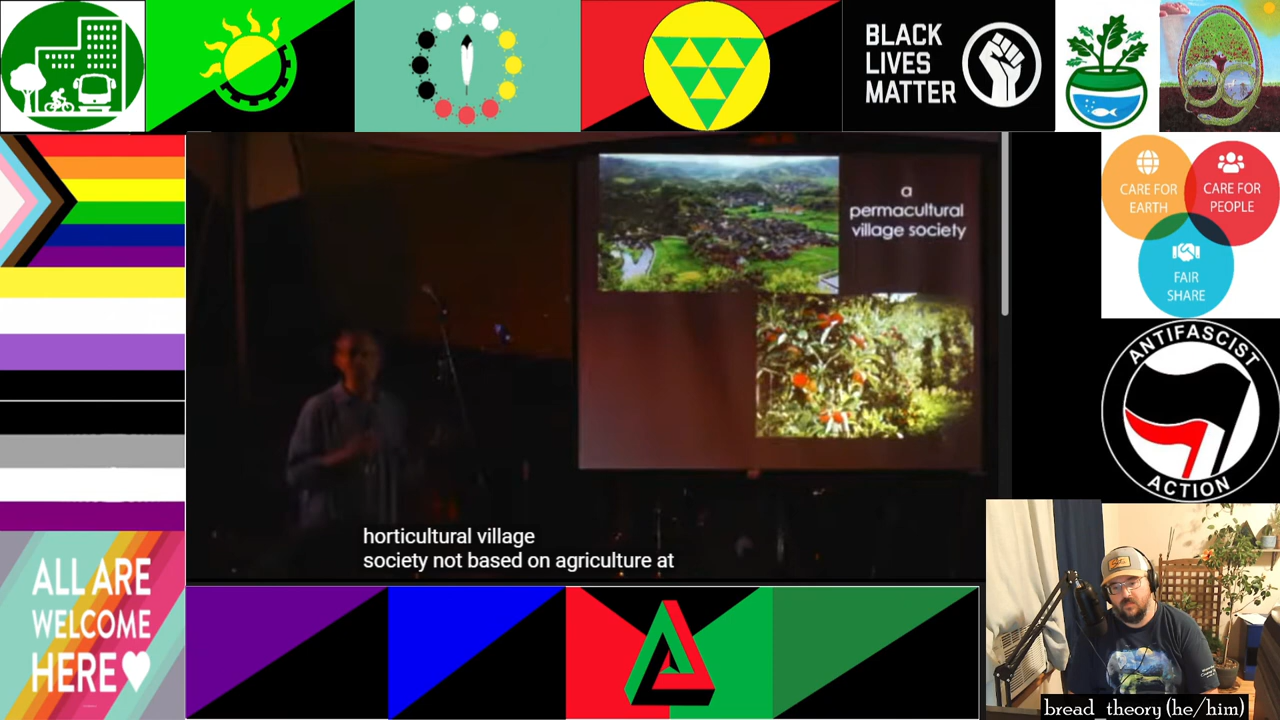 BLACK
LIVES
MATTER
a
permacultural
village society
CARE FOR
EARTH
CARE FOR
PEOPLE
FAIR
SHARE
ANTIFASCIST
ACTION
horticultural village
society not based on agriculture at
ALL ARE
WELCOME
HERE
bread_theory (he/him)